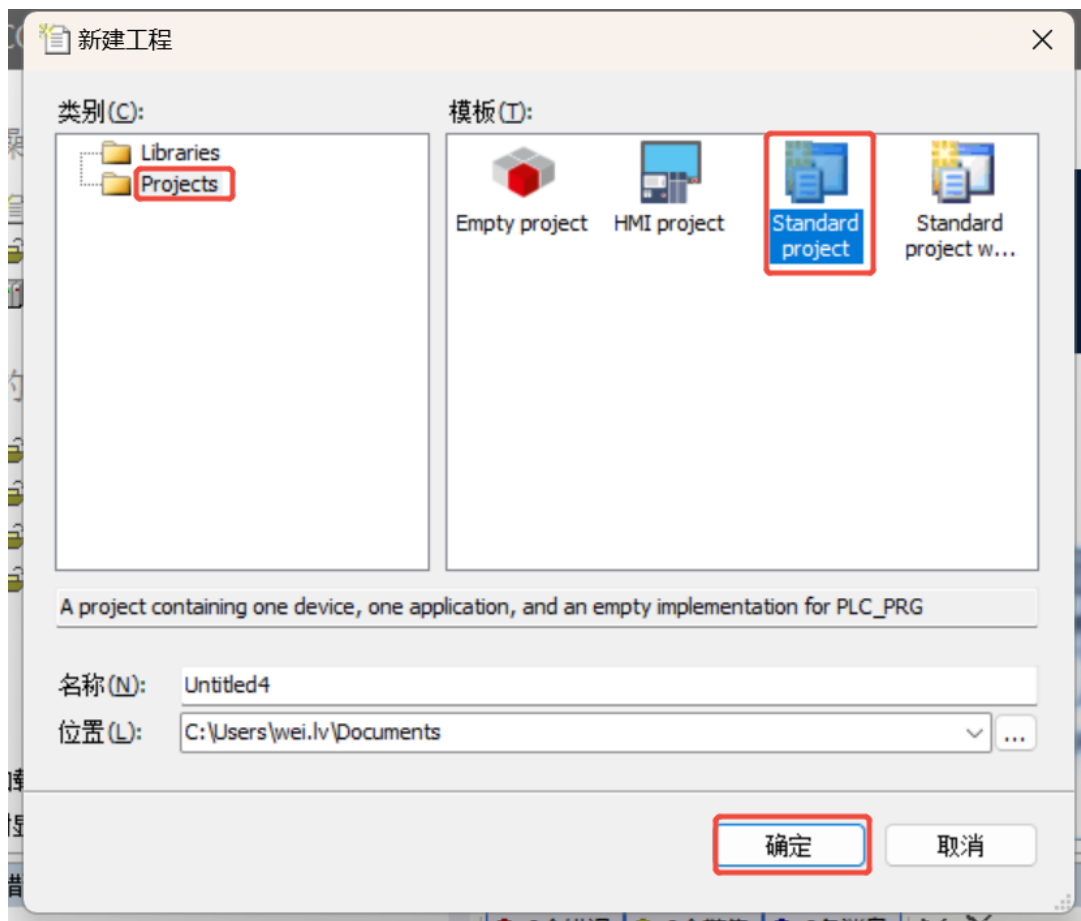 新建工程
类别(C):
模板(T):
Libraries
Projects
Empty project
HMI project
Standard
project
Standard
project w...
A project containing one device, one application, and an empty implementation for PLC_PRG
名称(N):
Untitled4
位置(L):
C:\Users\wei.lv\Documents
...
确定
取消